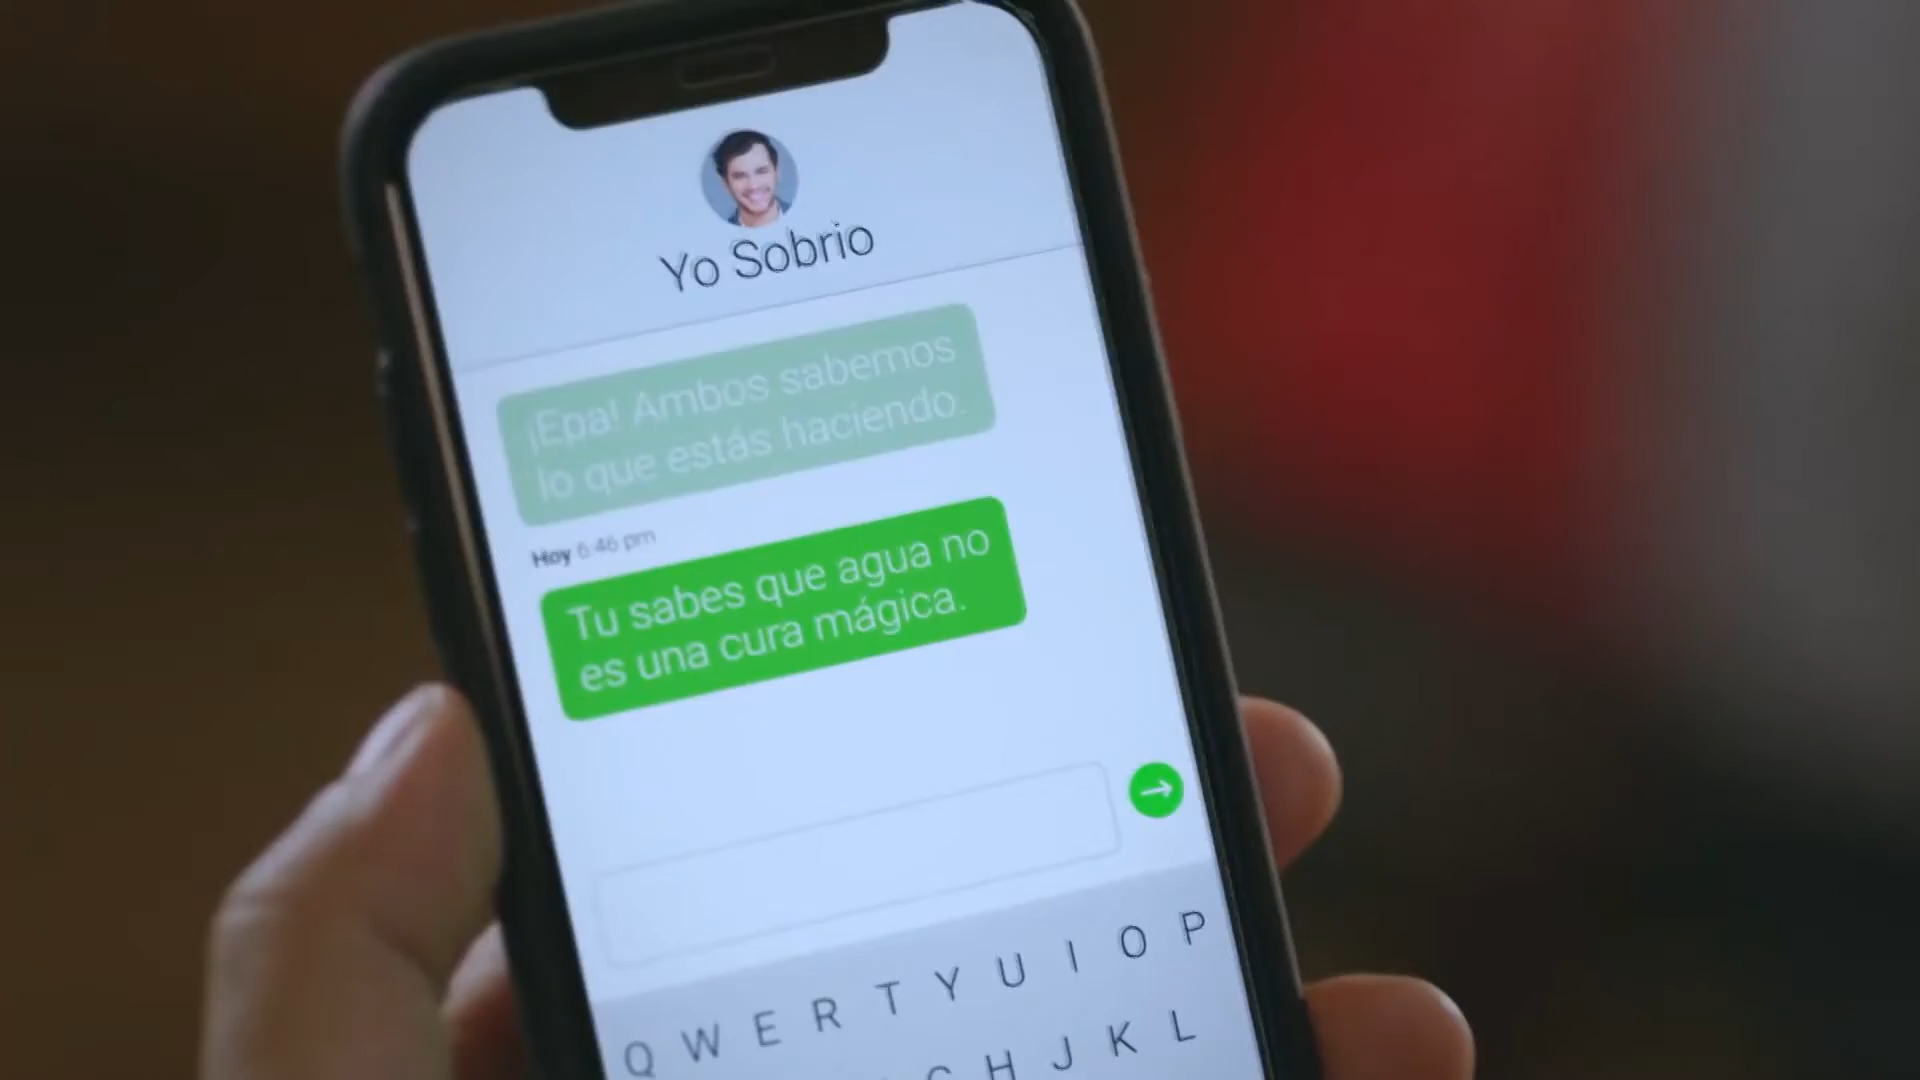 Yo Sobrio
¡Epa! Ambos sabemos
lo que estás haciendo.
Hoy 6:46 pm
Tu sabes que agua no
es una cura mágica.
Q W E R T Y U I O P
H J K L